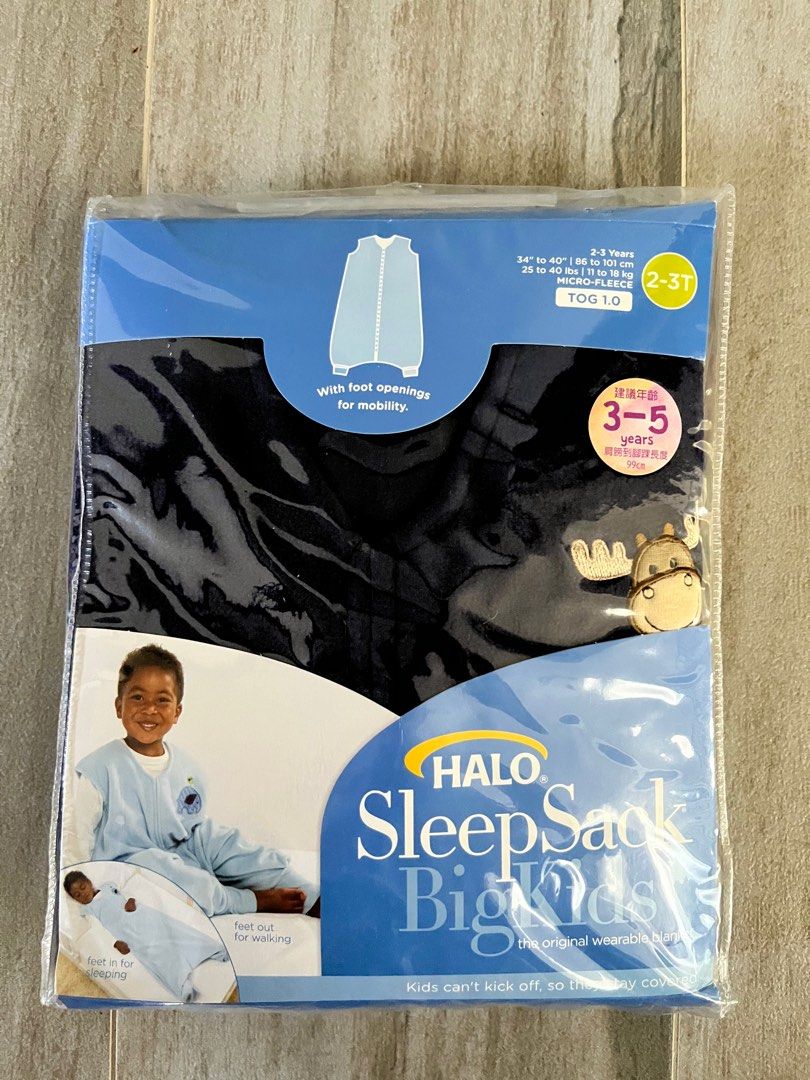 2-3 Years
34" to 40" | 86 to 101 cm
25 to 40 lbs | 11 to 18 kg
MICRO-FLEECE
TOG 1.0
2-3T
With foot openings
for mobility.
建議年齡
3-5
years
肩膀到腳踝長度
99cm
HALO®
SleepSack
BigKids
the original wearable blanket
feet out
for walking
feet in for
sleeping
Kids can't kick off, so they stay covered